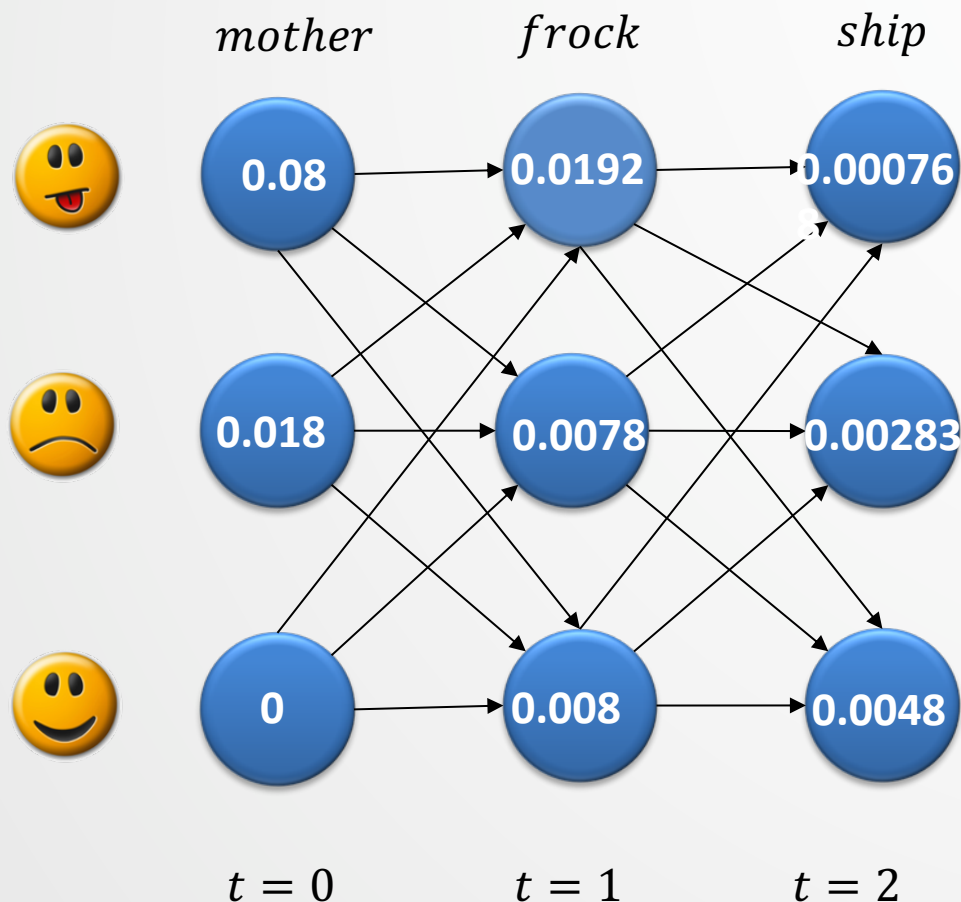 mother frock ship
0.08 0.0192 0.00076
8
0.018 0.0078 0.00283
0 0.008 0.0048
t = 0 t = 1 t = 2